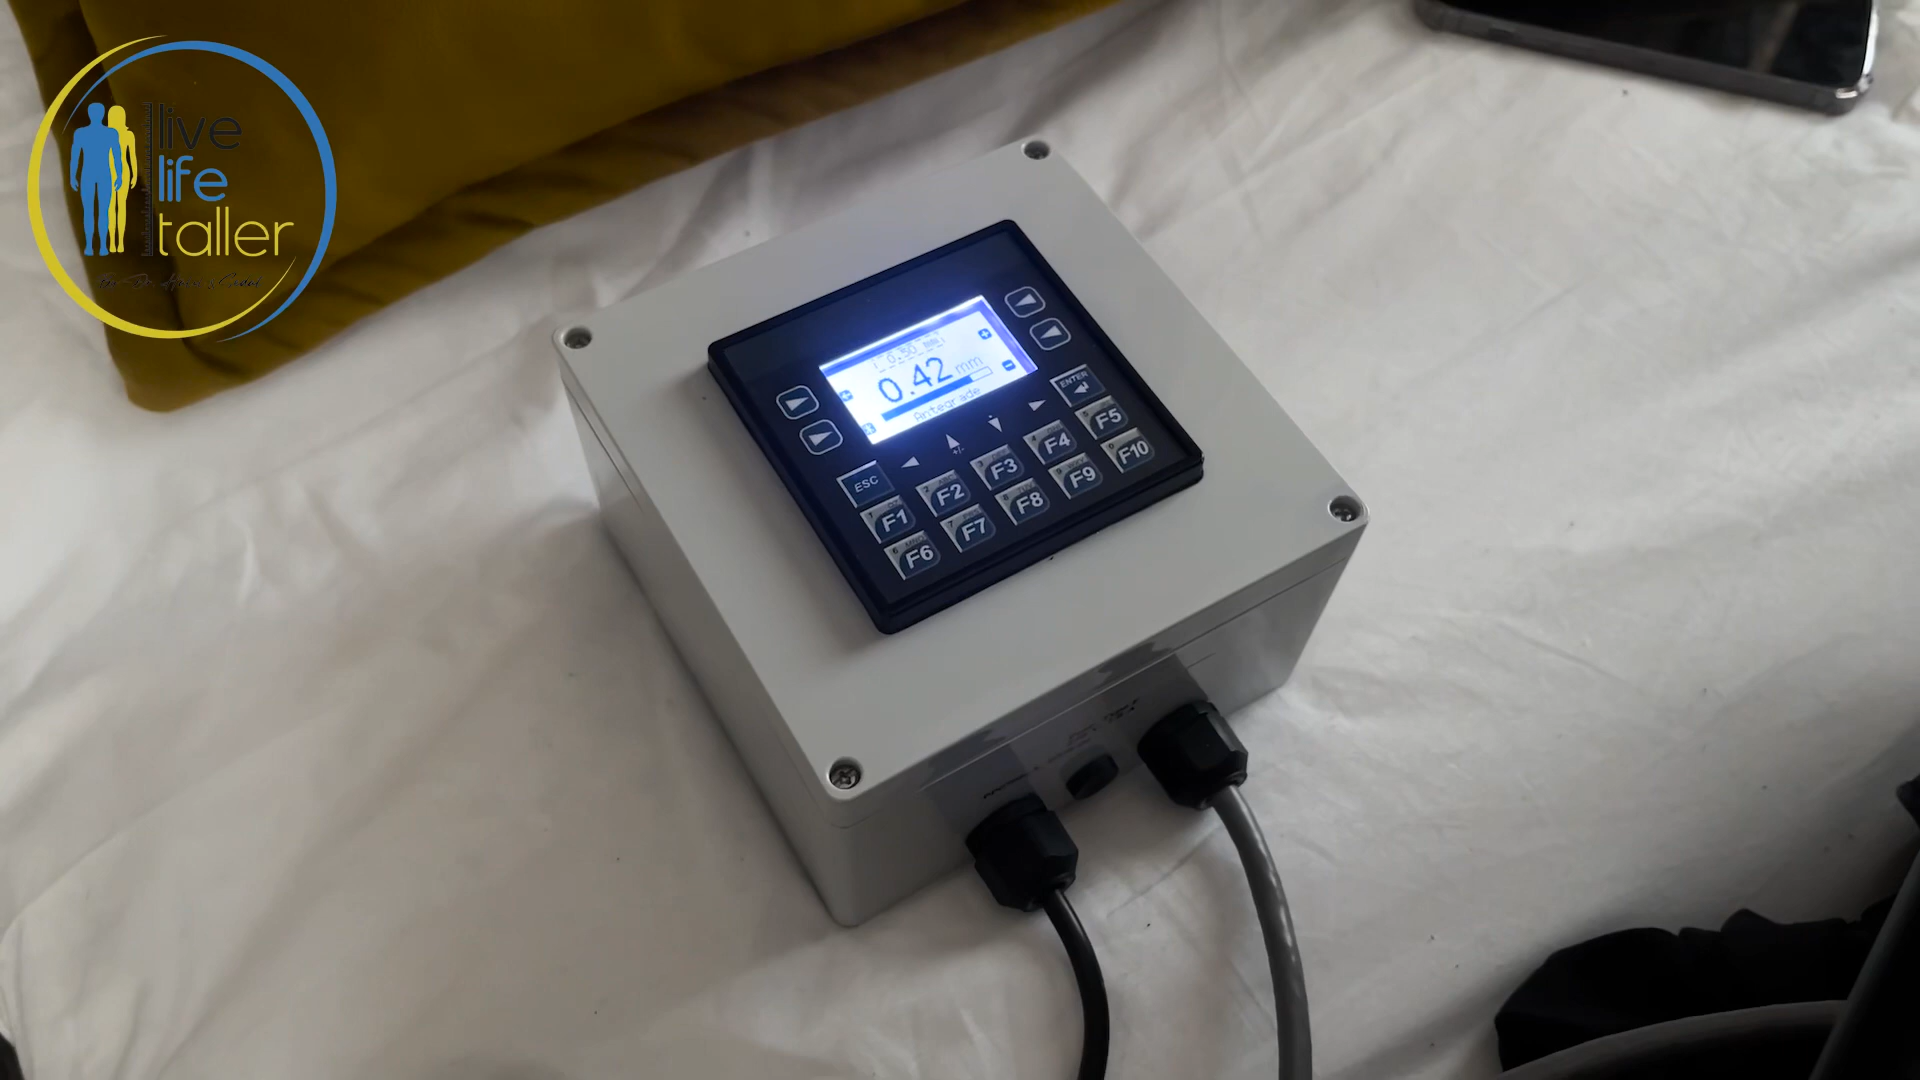 live
life
taller
0.50 mm
0.42 mm
Antegrade
ENTER
ESC
+/-
F1 F2 F3 F4 F5
F6 F7 F8 F9 F10